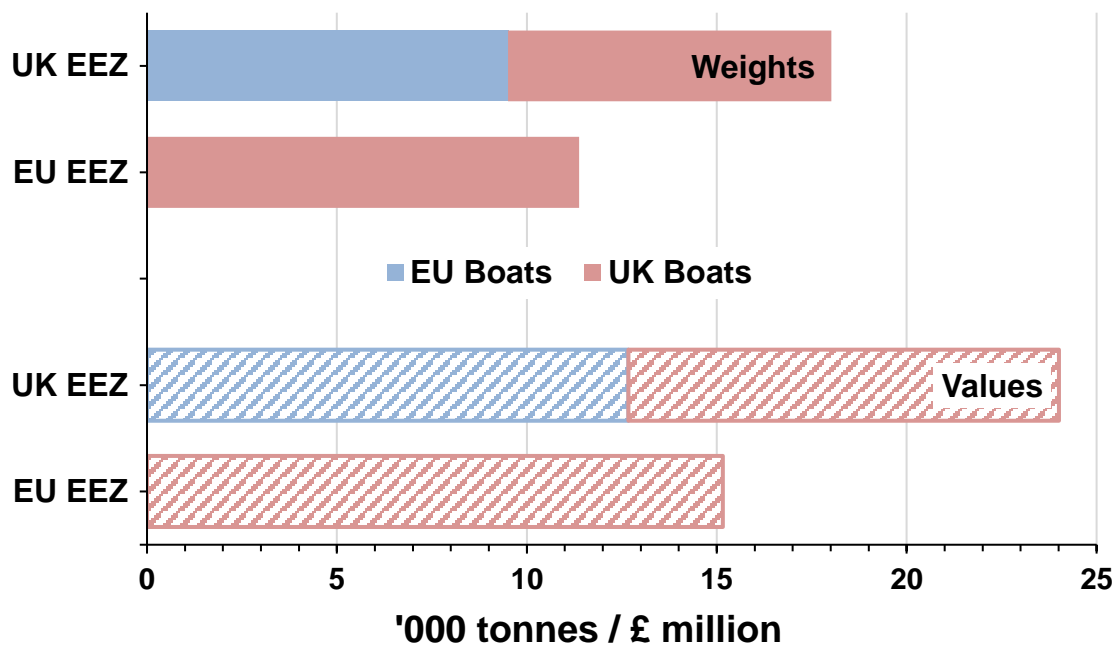 UK EEZ
Weights
EU EEZ
EU Boats
UK Boats
UK EEZ
Values
EU EEZ
0 5 10 15 20 25
'000 tonnes / £ million